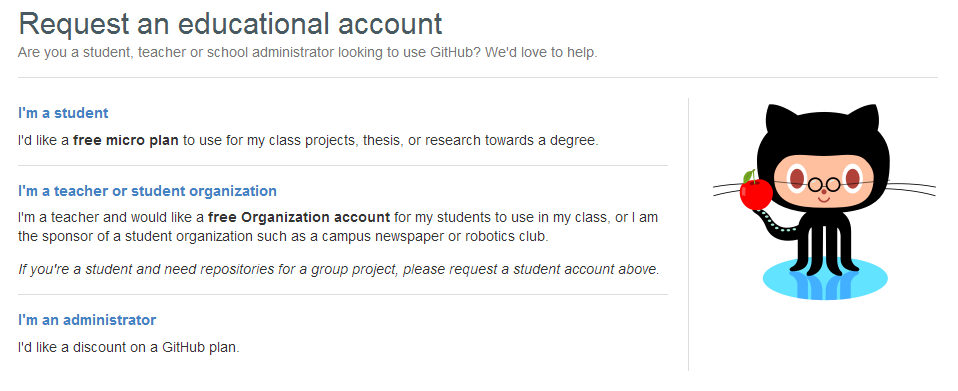 Request an educational account
Are you a student, teacher or school administrator looking to use GitHub? We'd love to help.
I'm a student
I'd like a free micro plan to use for my class projects, thesis, or research towards a degree.
I'm a teacher or student organization
I'm a teacher and would like a free Organization account for my students to use in my class, or I am
the sponsor of a student organization such as a campus newspaper or robotics club.
If you're a student and need repositories for a group project, please request a student account above.
I'm an administrator
I'd like a discount on a GitHub plan.